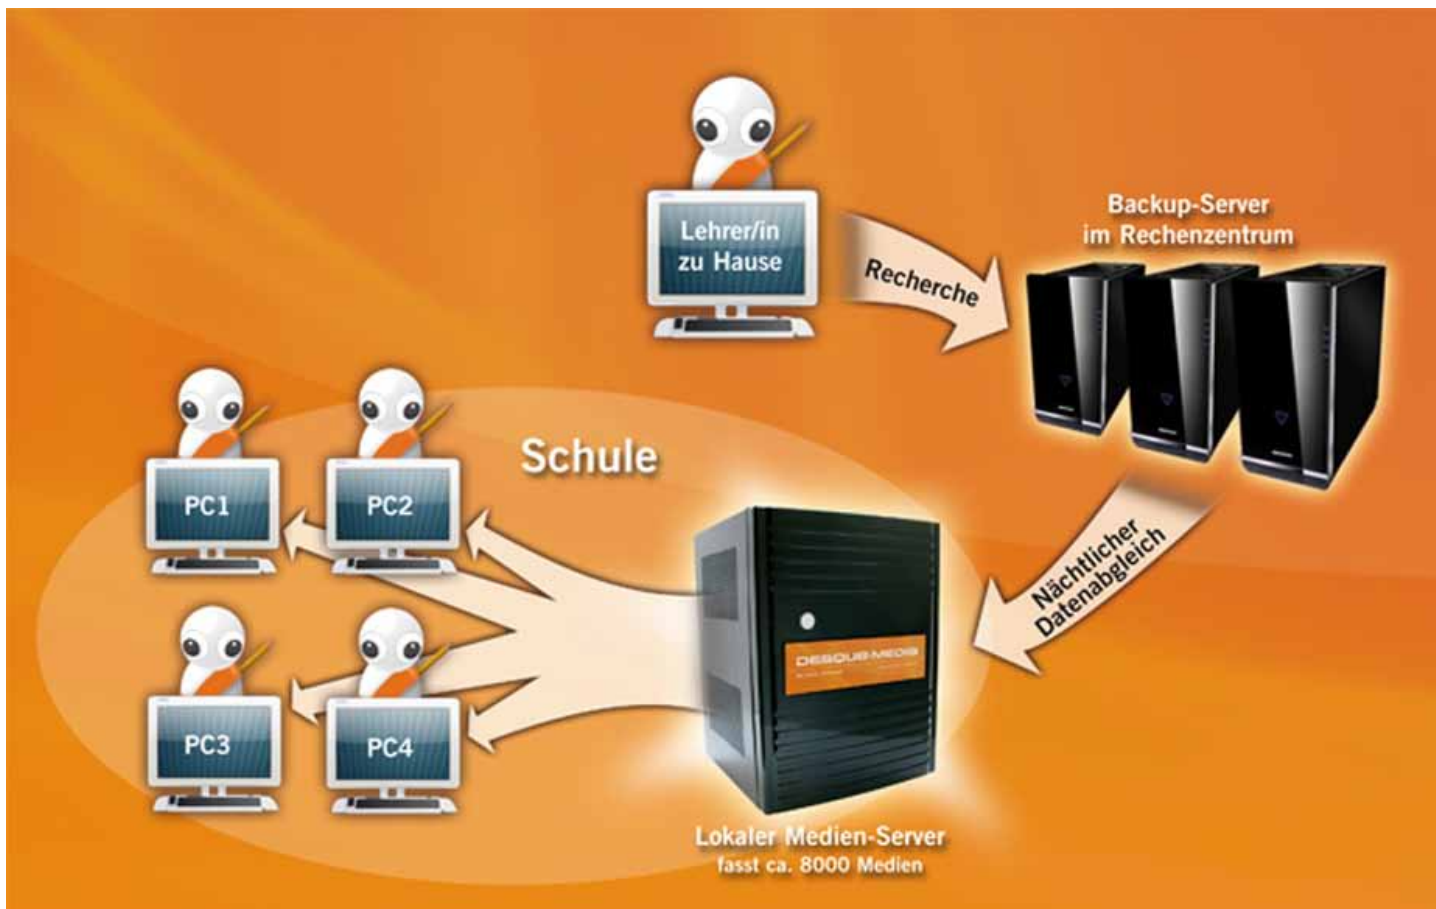 Lehrer/in
zu Hause
Recherche
Backup-Server
im Rechenzentrum
Schule
PC1
PC2
PC3
PC4
Nächtlicher
Datenabgleich
Lokaler Medien-Server
fasst ca. 8000 Medien